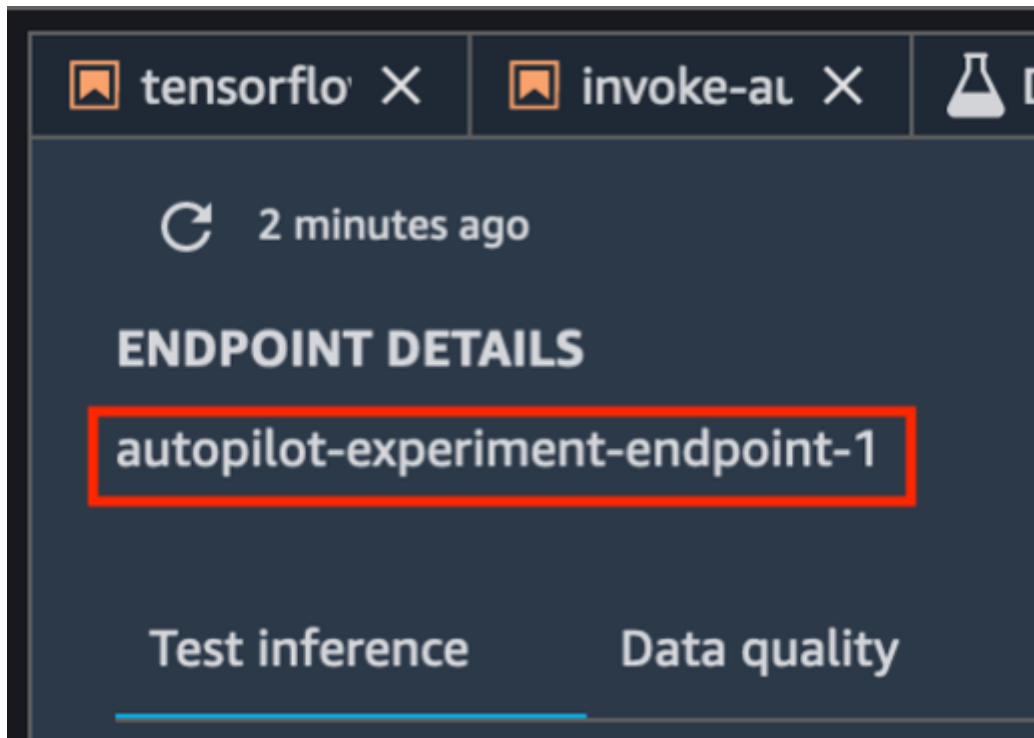 tensorflo
invoke-au
2 minutes ago
ENDPOINT DETAILS
autopilot-experiment-endpoint-1
Test inference
Data quality